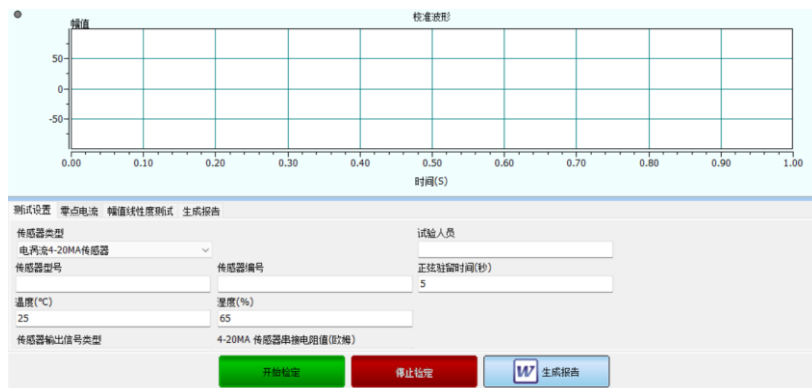 校准波形
幅值
50
0
-50
0.00 0.10 0.20 0.30 0.40 0.50 0.60 0.70 0.80 0.90 1.00
时间(S)
测试设置 零点电流 幅值线性度测试 生成报告
传感器类型 试验人员
电涡流4-20MA传感器
传感器型号 传感器编号 正弦驻留时间(秒)
5
温度(℃) 湿度(%)
25 65
传感器输出信号类型 4-20MA 传感器串接电阻值(欧姆)
开始检定 停止检定 W 生成报告